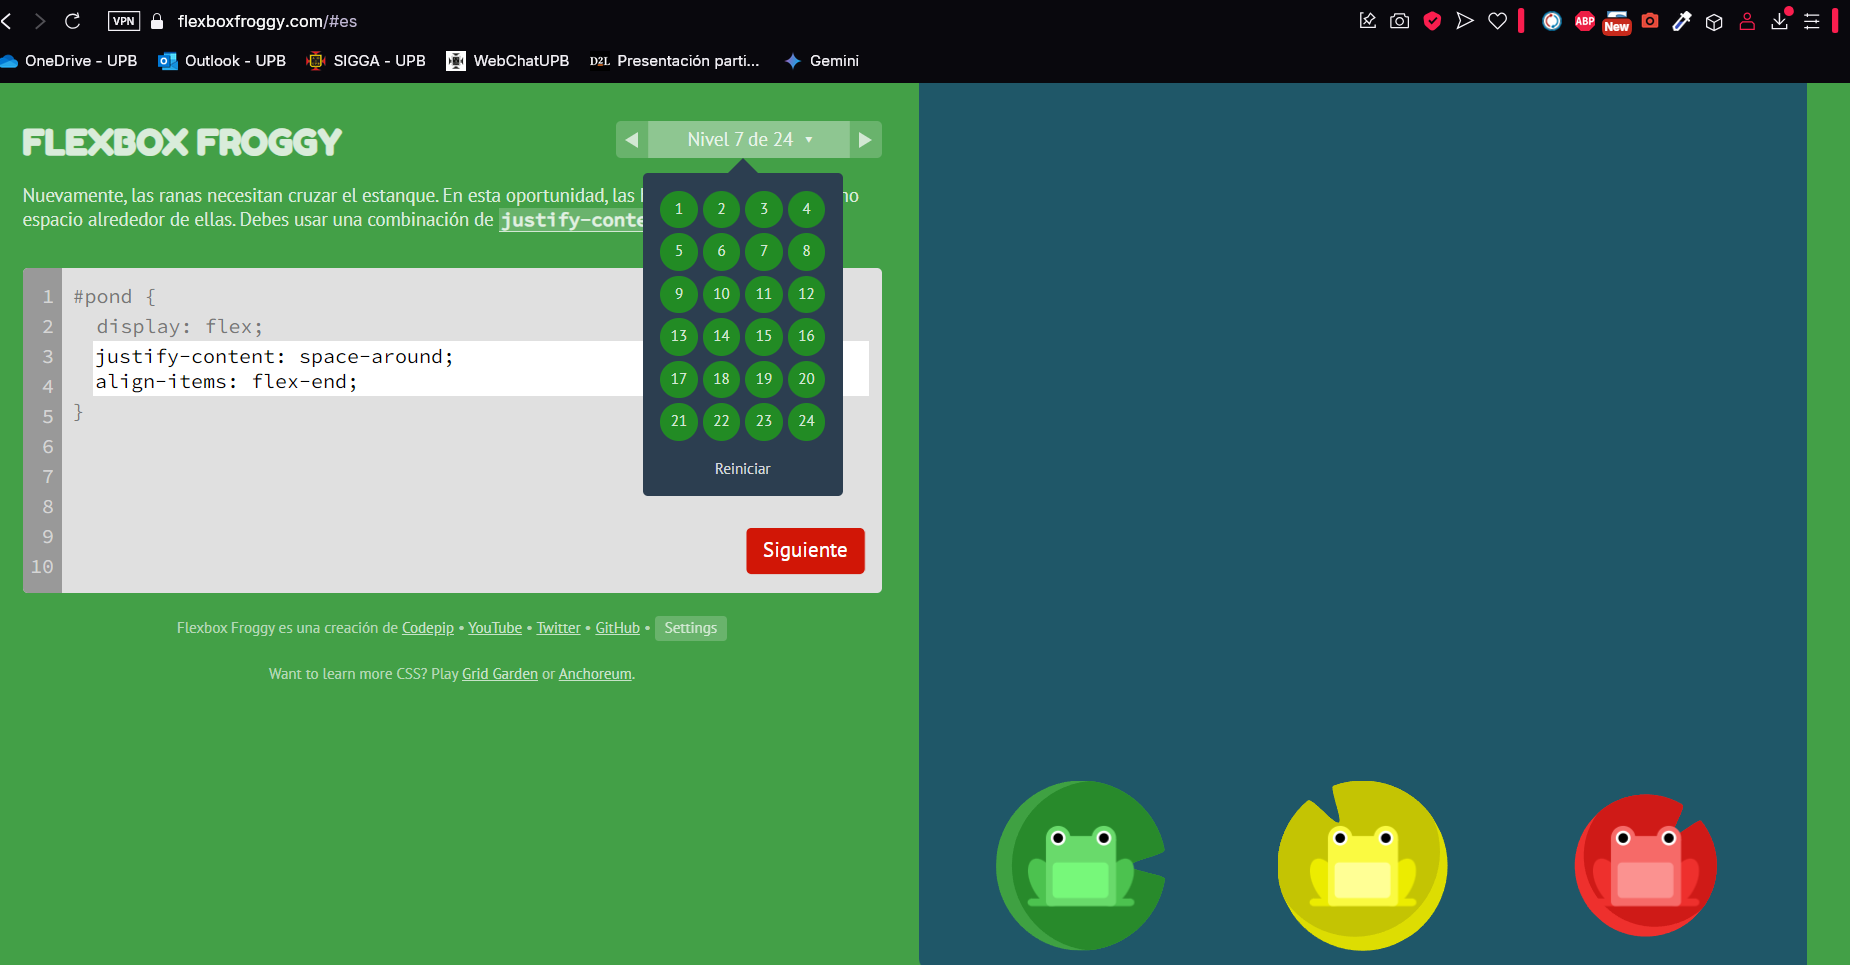 VPN flexboxfroggy.com/#es ABP New
OneDrive - UPB Outlook - UPB SIGGA - UPB WebChatUPB D2L Presentación parti... Gemini
FLEXBOX FROGGY
◀ Nivel 7 de 24 ▼ ▶
Nuevamente, las ranas necesitan cruzar el estanque. En esta oportunidad, las
espacio alrededor de ellas. Debes usar una combinación de justify-conte
1 2 3 4
5 6 7 8
9 10 11 12
13 14 15 16
17 18 19 20
21 22 23 24
Reiniciar
1 #pond {
2 display: flex;
3 justify-content: space-around;
4 align-items: flex-end;
5 }
6
7
8
9
10
Siguiente
Flexbox Froggy es una creación de Codepip • YouTube • Twitter • GitHub • Settings
Want to learn more CSS? Play Grid Garden or Anchoreum.